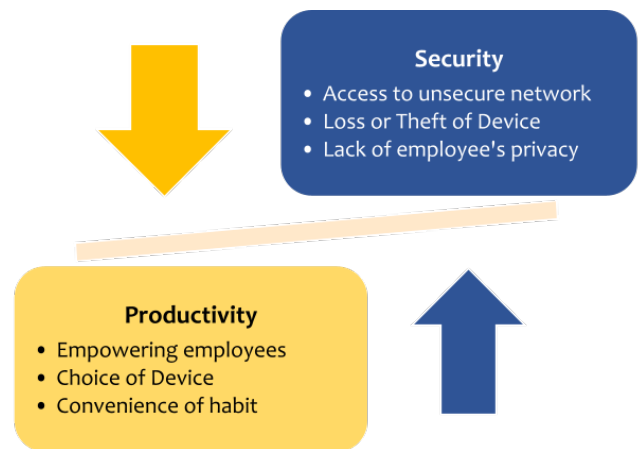 Security
• Access to unsecure network
• Loss or Theft of Device
• Lack of employee's privacy
Productivity
• Empowering employees
• Choice of Device
• Convenience of habit